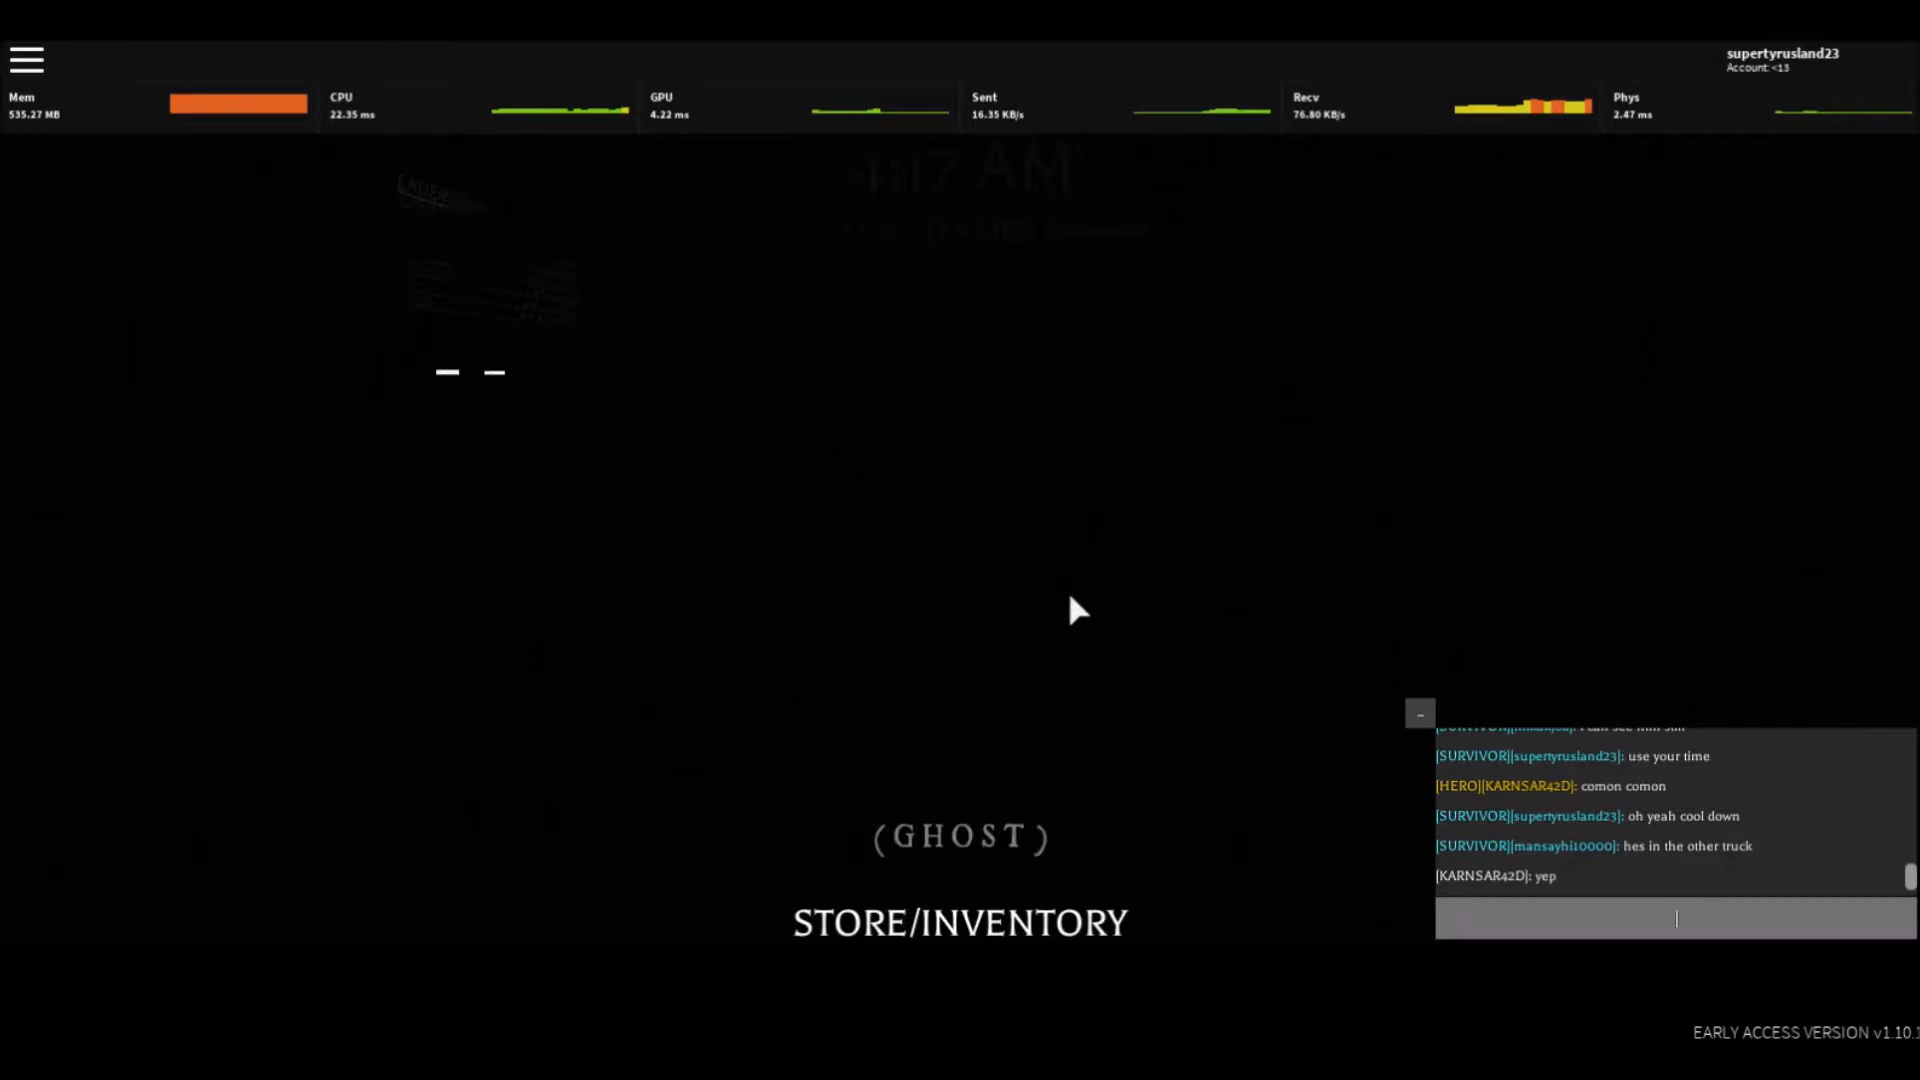 supertyrusland23
Account: <13
Mem
535.27 MB
CPU
22.35 ms
GPU
4.22 ms
Sent
16.35 KB/s
Recv
76.80 KB/s
Phys
2.47 ms
AM
[SURVIVOR][supertyrusland23]: use your time
[HERO][KARNSAR42D]: comon comon
[SURVIVOR][supertyrusland23]: oh yeah cool down
[SURVIVOR][mansayhi10000]: hes in the other truck
[KARNSAR42D]: yep
(GHOST)
STORE/INVENTORY
EARLY ACCESS VERSION v1.10.1